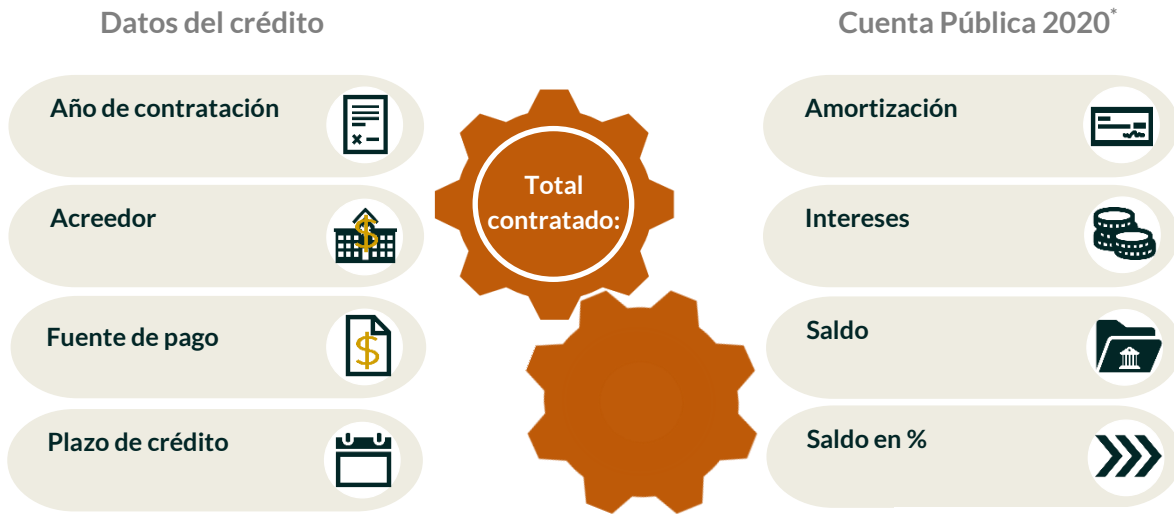 Datos del crédito
Año de contratación
Acreedor
Fuente de pago
Plazo de crédito
Total
contratado:
Cuenta Pública 2020*
Amortización
Intereses
Saldo
Saldo en %